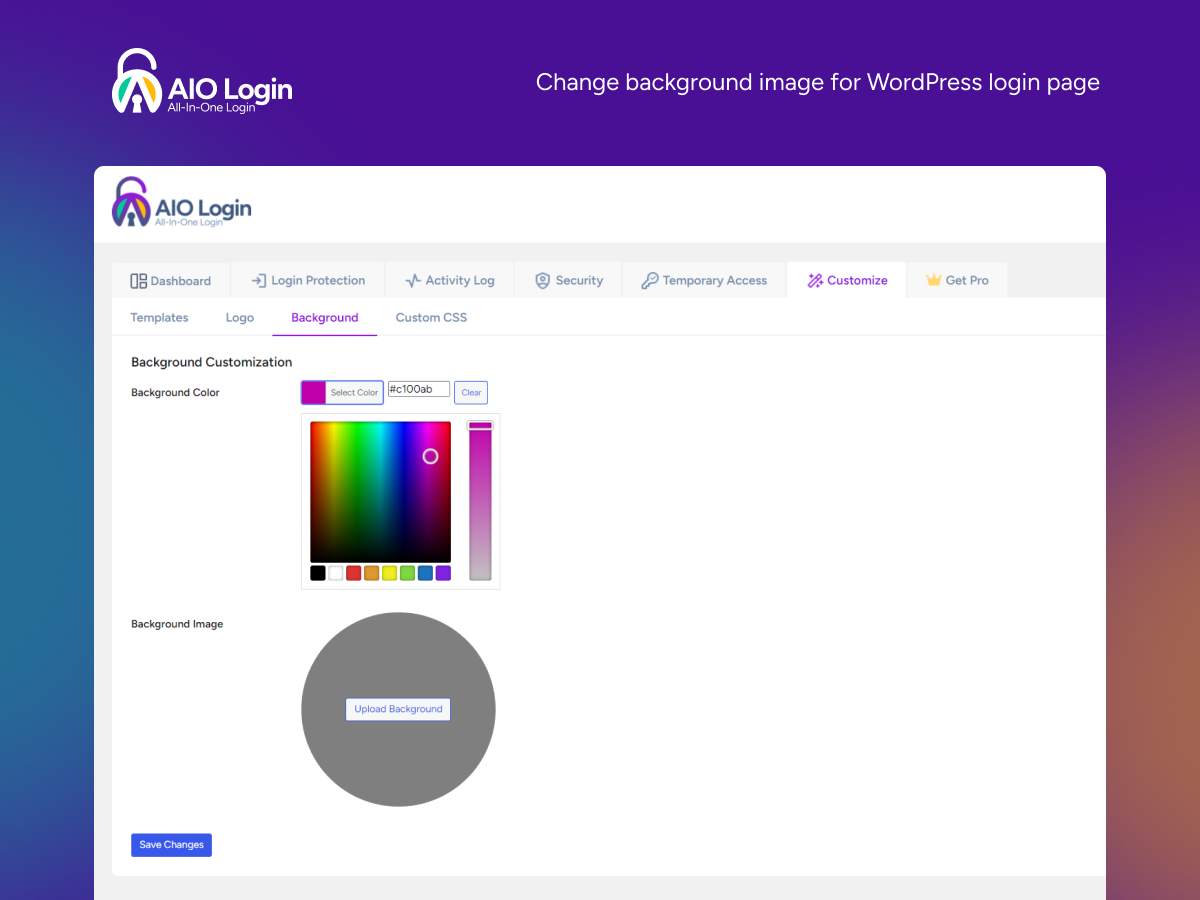 AIO Login
All-In-One Login
Change background image for WordPress login page
AIO Login
All-In-One Login
Dashboard
Login Protection
Activity Log
Security
Temporary Access
Customize
Get Pro
Templates
Logo
Background
Custom CSS
Background Customization
Background Color
Select Color
#c100ab
Clear
Background Image
Upload Background
Save Changes